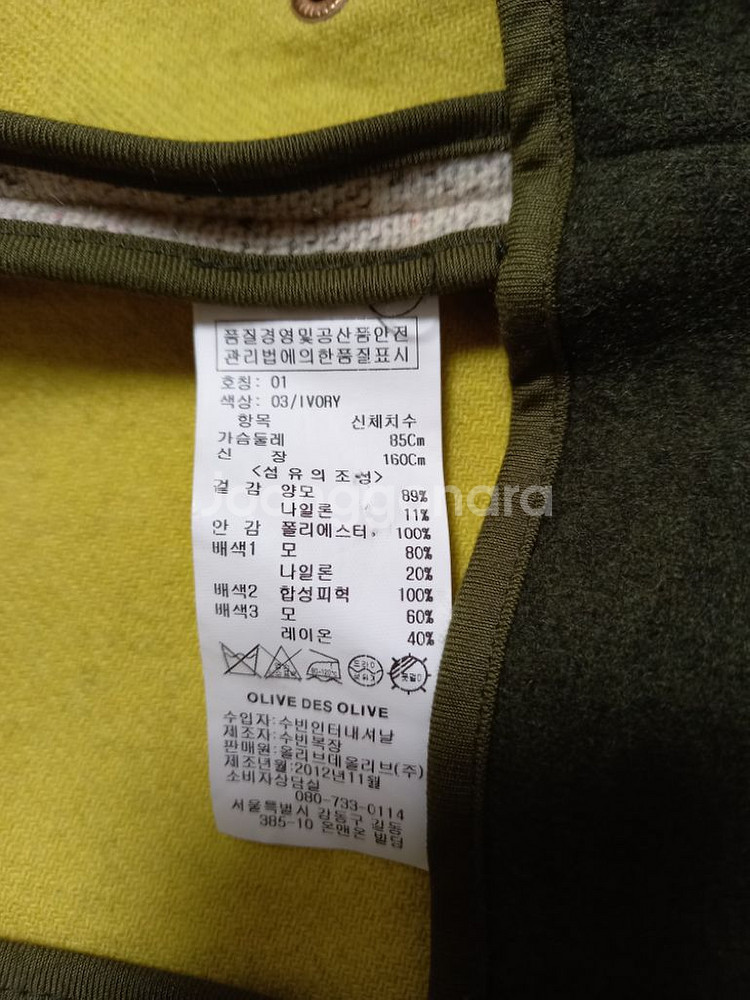 품질경영및공산품안전
관리법에의한품질표시
호칭: 01
색상: 03/IVORY
항목 신체치수
가슴둘레 85Cm
신 장 160Cm
<섬유의조성>
겉 감 양모 89%
나일론 11%
안 감 폴리에스터, 100%
배색1 모 80%
나일론 20%
배색2 합성피혁 100%
배색3 모 60%
레이온 40%
OLIVE DES OLIVE
수입자:수빈인터내셔날
제조자:수빈복장
판매원:올리브데올리브(주)
제조년월:2012년11월
소비자상담실
080-733-0114
서울특별시 강동구 길동
385-10 온앤온 빌딩
Joonggonara